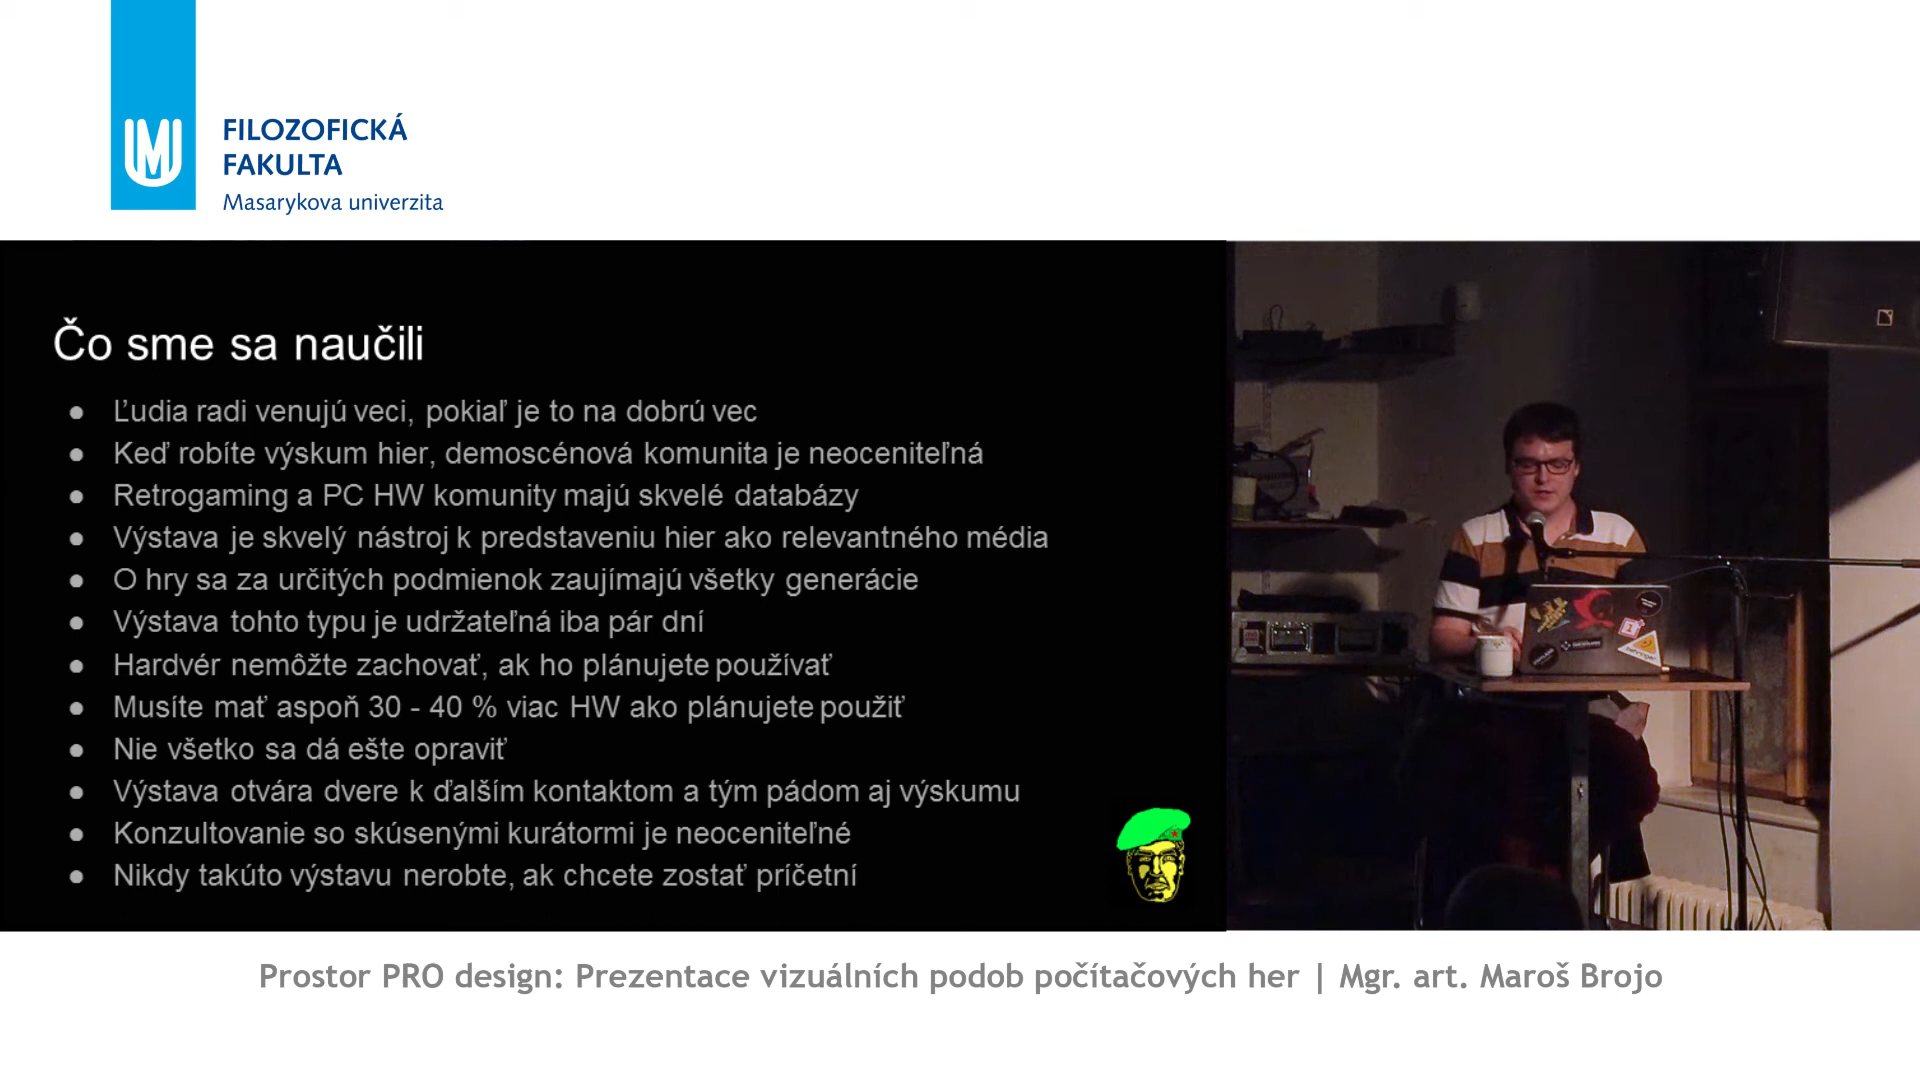 FILOZOFICKÁ
FAKULTA
Masarykova univerzita
Čo sme sa naučili
● Ľudia radi venujú veci, pokiaľ je to na dobrú vec
● Keď robíte výskum hier, demoscénová komunita je neoceniteľná
● Retrogaming a PC HW komunity majú skvelé databázy
● Výstava je skvelý nástroj k predstaveniu hier ako relevantného média
● O hry sa za určitých podmienok zaujímajú všetky generácie
● Výstava tohto typu je udržateľná iba pár dní
● Hardvér nemôžte zachovať, ak ho plánujete používať
● Musíte mať aspoň 30 - 40 % viac HW ako plánujete použiť
● Nie všetko sa dá ešte opraviť
● Výstava otvára dvere k ďalším kontaktom a tým pádom aj výskumu
● Konzultovanie so skúsenými kurátormi je neoceniteľné
● Nikdy takúto výstavu nerobte, ak chcete zostať príčetní
Prostor PRO design: Prezentace vizuálních podob počítačových her | Mgr. art. Maroš Brojo